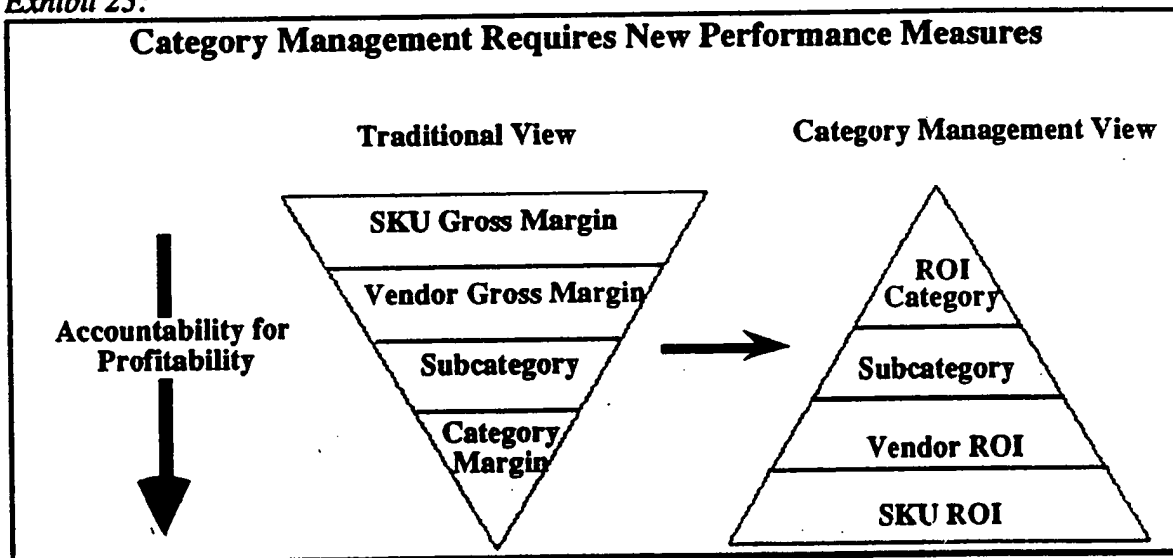 Exhibit 23:
Category Management Requires New Performance Measures
Traditional View
Category Management View
Accountability for
Profitability
SKU Gross Margin
Vendor Gross Margin
Subcategory
Category
Margin
ROI
Category
Subcategory
Vendor ROI
SKU ROI